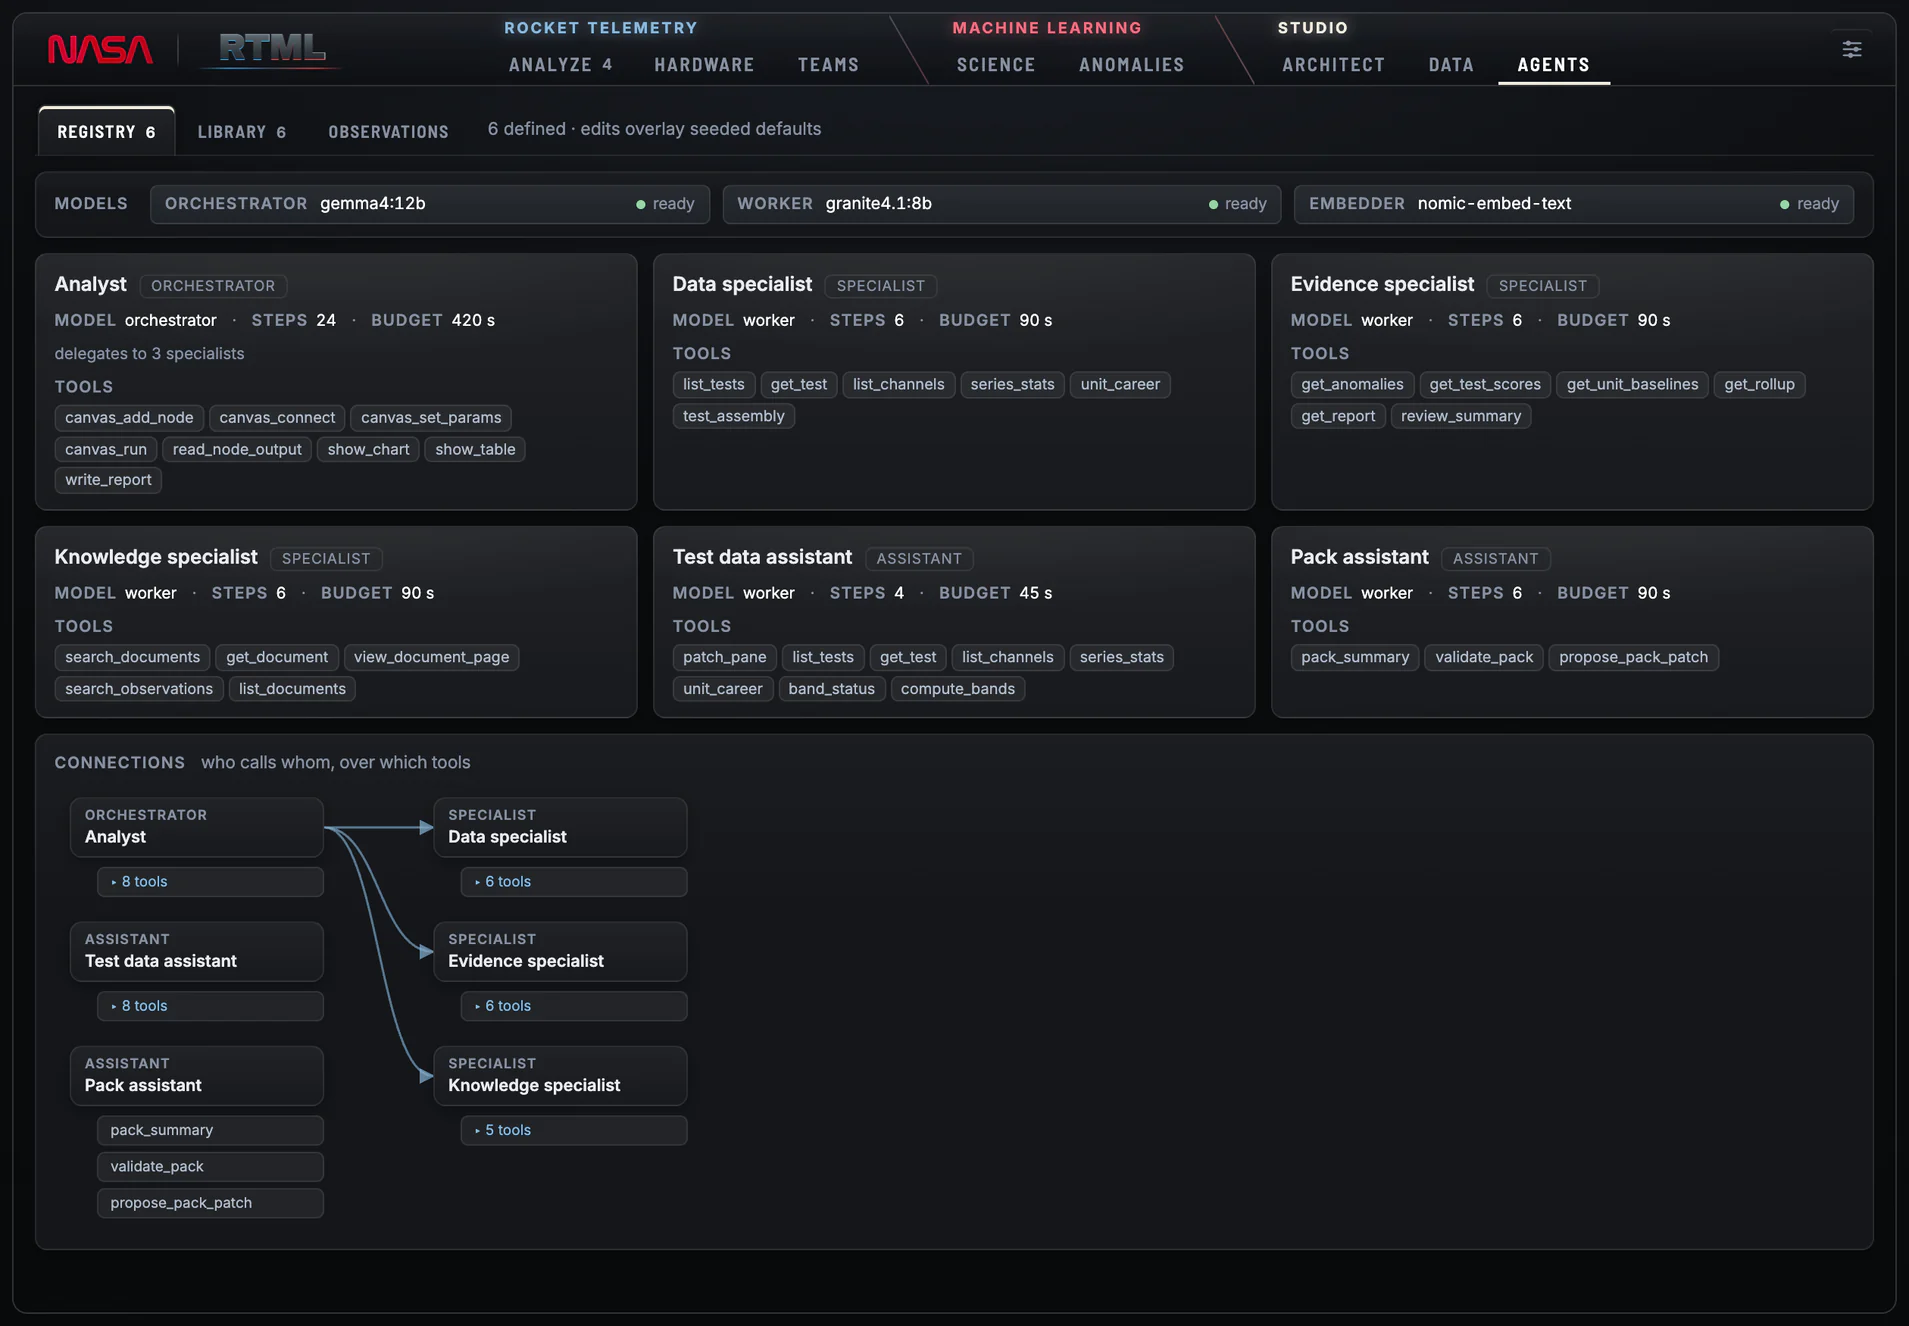 NASA RTML
ROCKET TELEMETRY MACHINE LEARNING STUDIO
ANALYZE 4 HARDWARE TEAMS SCIENCE ANOMALIES ARCHITECT DATA AGENTS
REGISTRY 6 LIBRARY 6 OBSERVATIONS 6 defined · edits overlay seeded defaults
MODELS ORCHESTRATOR gemma4:12b ready WORKER granite4.1:8b ready EMBEDDER nomic-embed-text ready
Analyst ORCHESTRATOR
MODEL orchestrator · STEPS 24 · BUDGET 420 s
delegates to 3 specialists
TOOLS
canvas_add_node canvas_connect canvas_set_params
canvas_run read_node_output show_chart show_table
write_report
Data specialist SPECIALIST
MODEL worker · STEPS 6 · BUDGET 90 s
TOOLS
list_tests get_test list_channels series_stats unit_career
test_assembly
Evidence specialist SPECIALIST
MODEL worker · STEPS 6 · BUDGET 90 s
TOOLS
get_anomalies get_test_scores get_unit_baselines get_rollup
get_report review_summary
Knowledge specialist SPECIALIST
MODEL worker · STEPS 6 · BUDGET 90 s
TOOLS
search_documents get_document view_document_page
search_observations list_documents
Test data assistant ASSISTANT
MODEL worker · STEPS 4 · BUDGET 45 s
TOOLS
patch_pane list_tests get_test list_channels series_stats
unit_career band_status compute_bands
Pack assistant ASSISTANT
MODEL worker · STEPS 6 · BUDGET 90 s
TOOLS
pack_summary validate_pack propose_pack_patch
CONNECTIONS who calls whom, over which tools
ORCHESTRATOR
Analyst
▸ 8 tools
ASSISTANT
Test data assistant
▸ 8 tools
ASSISTANT
Pack assistant
pack_summary
validate_pack
propose_pack_patch
SPECIALIST
Data specialist
▸ 6 tools
SPECIALIST
Evidence specialist
▸ 6 tools
SPECIALIST
Knowledge specialist
▸ 5 tools